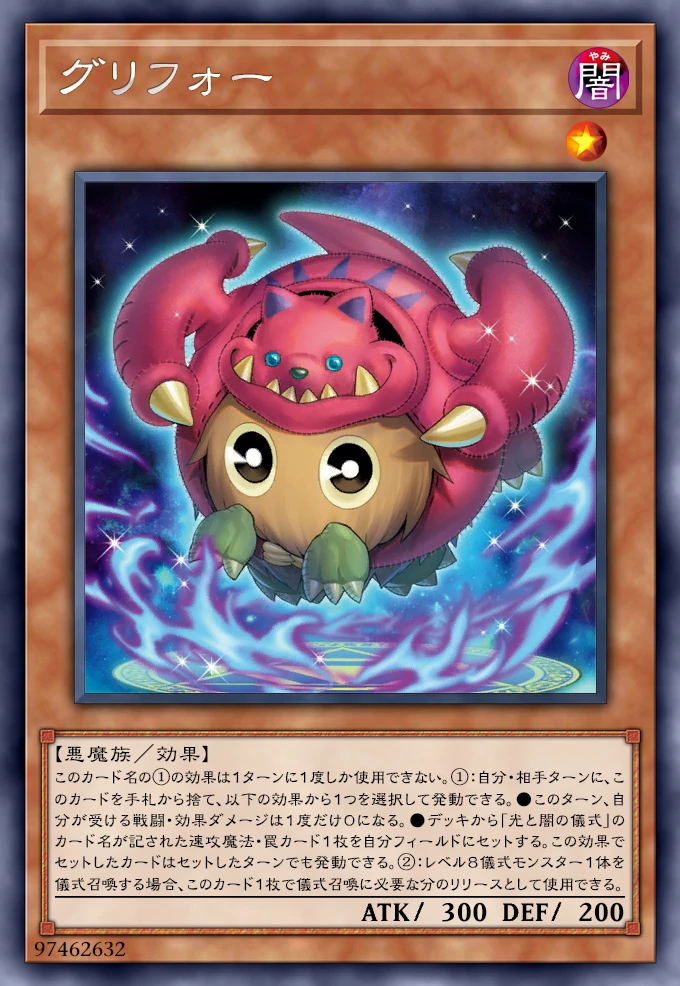 グリフォー
やみ
闇
【悪魔族／効果】
このカード名の①の効果は１ターンに１度しか使用できない。①：自分・相手ターンに、こ
のカードを手札から捨て、以下の効果から１つを選択して発動できる。●このターン、自
分が受ける戦闘・効果ダメージは１度だけ０になる。●デッキから「光と闇の儀式」の
カード名が記された速攻魔法・罠カード１枚を自分フィールドにセットする。この効果で
セットしたカードはセットしたターンでも発動できる。②：レベル８儀式モンスター１体を
儀式召喚する場合、このカード１枚で儀式召喚に必要な分のリリースとして使用できる。
ATK/ 300 DEF/ 200
97462632